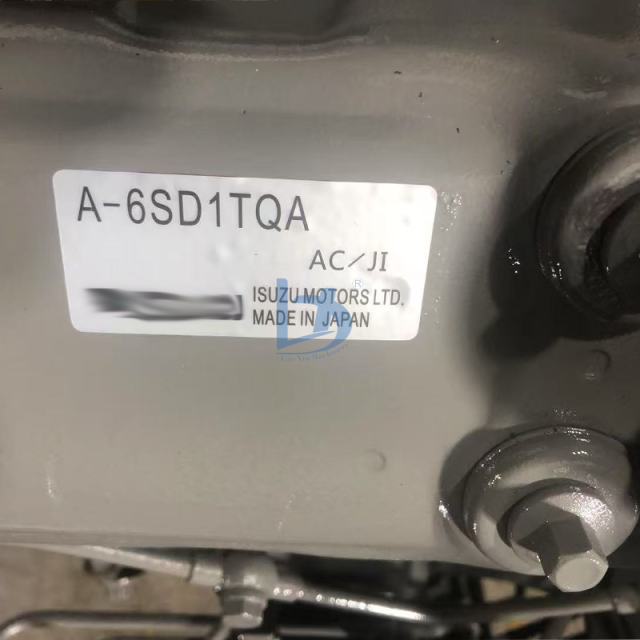 A-6SD1TQA
AC/JI
ISUZU MOTORS LTD.
MADE IN JAPAN